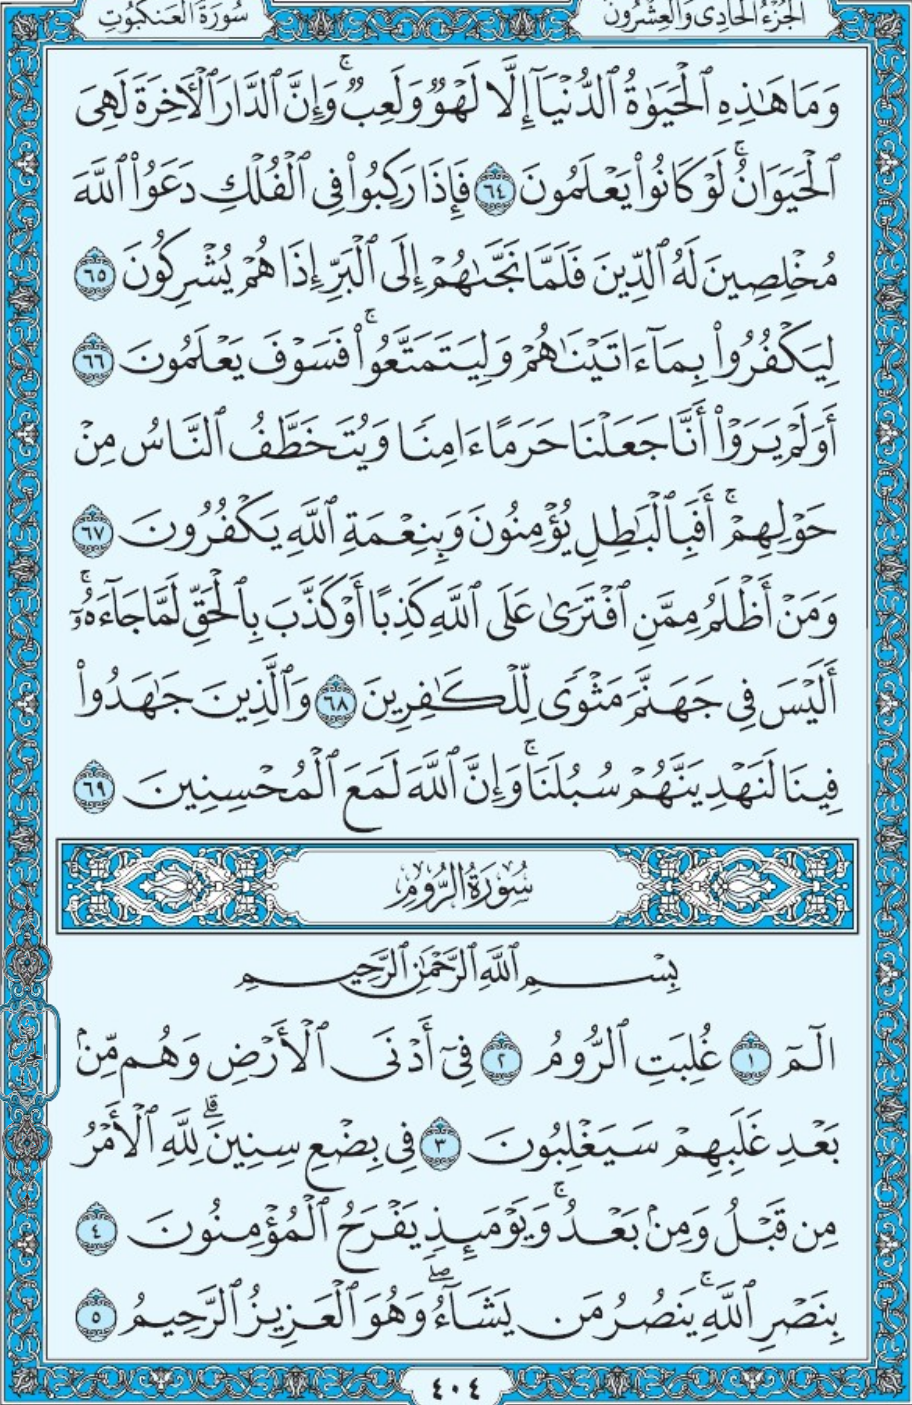 سُورَةُ العَنكَبُوتِ
الجُزْءُ الحَادِى وَالعِشْرُونَ
وَمَا هَٰذِهِ ٱلْحَيَوٰةُ ٱلدُّنْيَآ إِلَّا لَهْوٌ وَلَعِبٌ ۚ وَإِنَّ ٱلدَّارَ ٱلْأَخِرَةَ لَهِىَ
ٱلْحَيَوَانُ ۚ لَوْ كَانُوا۟ يَعْلَمُونَ ٦٤ فَإِذَا رَكِبُوا۟ فِى ٱلْفُلْكِ دَعَوُا۟ ٱللَّهَ
مُخْلِصِينَ لَهُ ٱلدِّينَ فَلَمَّا نَجَّىٰهُمْ إِلَى ٱلْبَرِّ إِذَا هُمْ يُشْرِكُونَ ٦٥
لِيَكْفُرُوا۟ بِمَآ ءَاتَيْنَٰهُمْ وَلِيَتَمَتَّعُوا۟ ۚ فَسَوْفَ يَعْلَمُونَ ٦٦
أَوَلَمْ يَرَوْا۟ أَنَّا جَعَلْنَا حَرَمًا ءَامِنًا وَيُتَخَطَّفُ ٱلنَّاسُ مِنْ
حَوْلِهِمْ ۚ أَفَبِٱلْبَٰطِلِ يُؤْمِنُونَ وَبِنِعْمَةِ ٱللَّهِ يَكْفُرُونَ ٦٧
وَمَنْ أَظْلَمُ مِمَّنِ ٱفْتَرَىٰ عَلَى ٱللَّهِ كَذِبًا أَوْ كَذَّبَ بِٱلْحَقِّ لَمَّا جَآءَهُۥٓ ۚ
أَلَيْسَ فِى جَهَنَّمَ مَثْوًى لِّلْكَٰفِرِينَ ٦٨ وَٱلَّذِينَ جَٰهَدُوا۟
فِينَا لَنَهْدِيَنَّهُمْ سُبُلَنَا ۚ وَإِنَّ ٱللَّهَ لَمَعَ ٱلْمُحْسِنِينَ ٦٩
سُورَةُ الرُّومِ
بِسْمِ ٱللَّهِ ٱلرَّحْمَٰنِ ٱلرَّحِيمِ
الٓمٓ ١ غُلِبَتِ ٱلرُّومُ ٢ فِىٓ أَدْنَى ٱلْأَرْضِ وَهُم مِّنۢ
بَعْدِ غَلَبِهِمْ سَيَغْلِبُونَ ٣ فِى بِضْعِ سِنِينَ ۗ لِلَّهِ ٱلْأَمْرُ
مِن قَبْلُ وَمِنۢ بَعْدُ ۚ وَيَوْمَئِذٍ يَفْرَحُ ٱلْمُؤْمِنُونَ ٤
بِنَصْرِ ٱللَّهِ ۚ يَنصُرُ مَن يَشَآءُ ۖ وَهُوَ ٱلْعَزِيزُ ٱلرَّحِيمُ ٥
٤٠٤